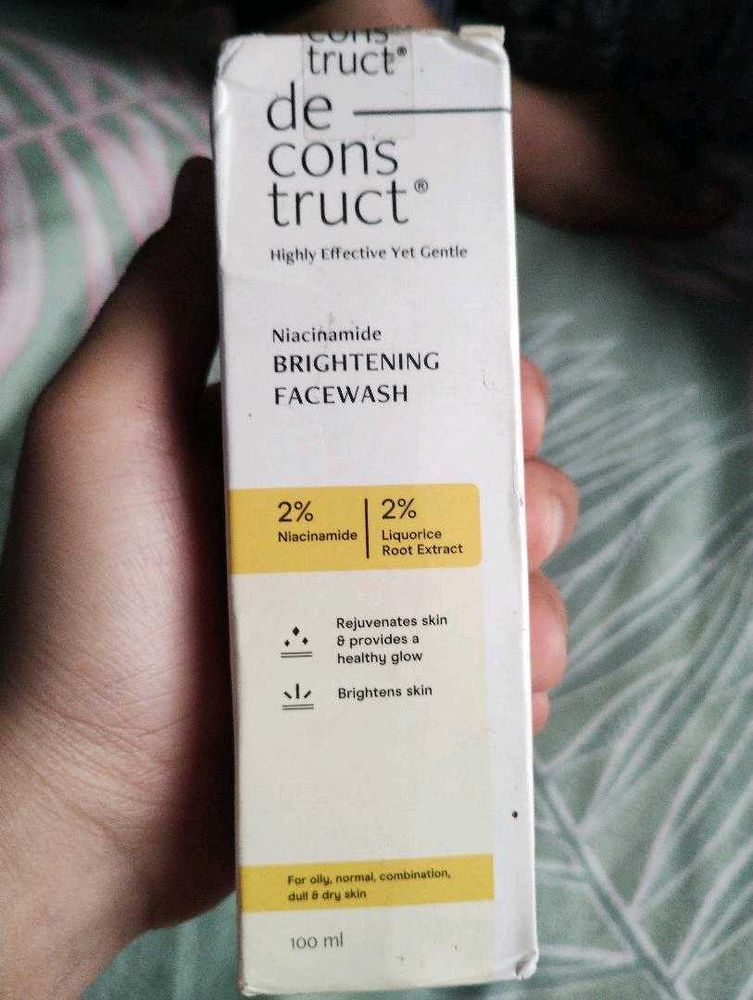 cons
truct®
de
cons
truct®
Highly Effective Yet Gentle
Niacinamide
BRIGHTENING
FACEWASH
2%
Niacinamide
2%
Liquorice
Root Extract
Rejuvenates skin
& provides a
healthy glow
Brightens skin
For oily, normal, combination,
dull & dry skin
100 ml